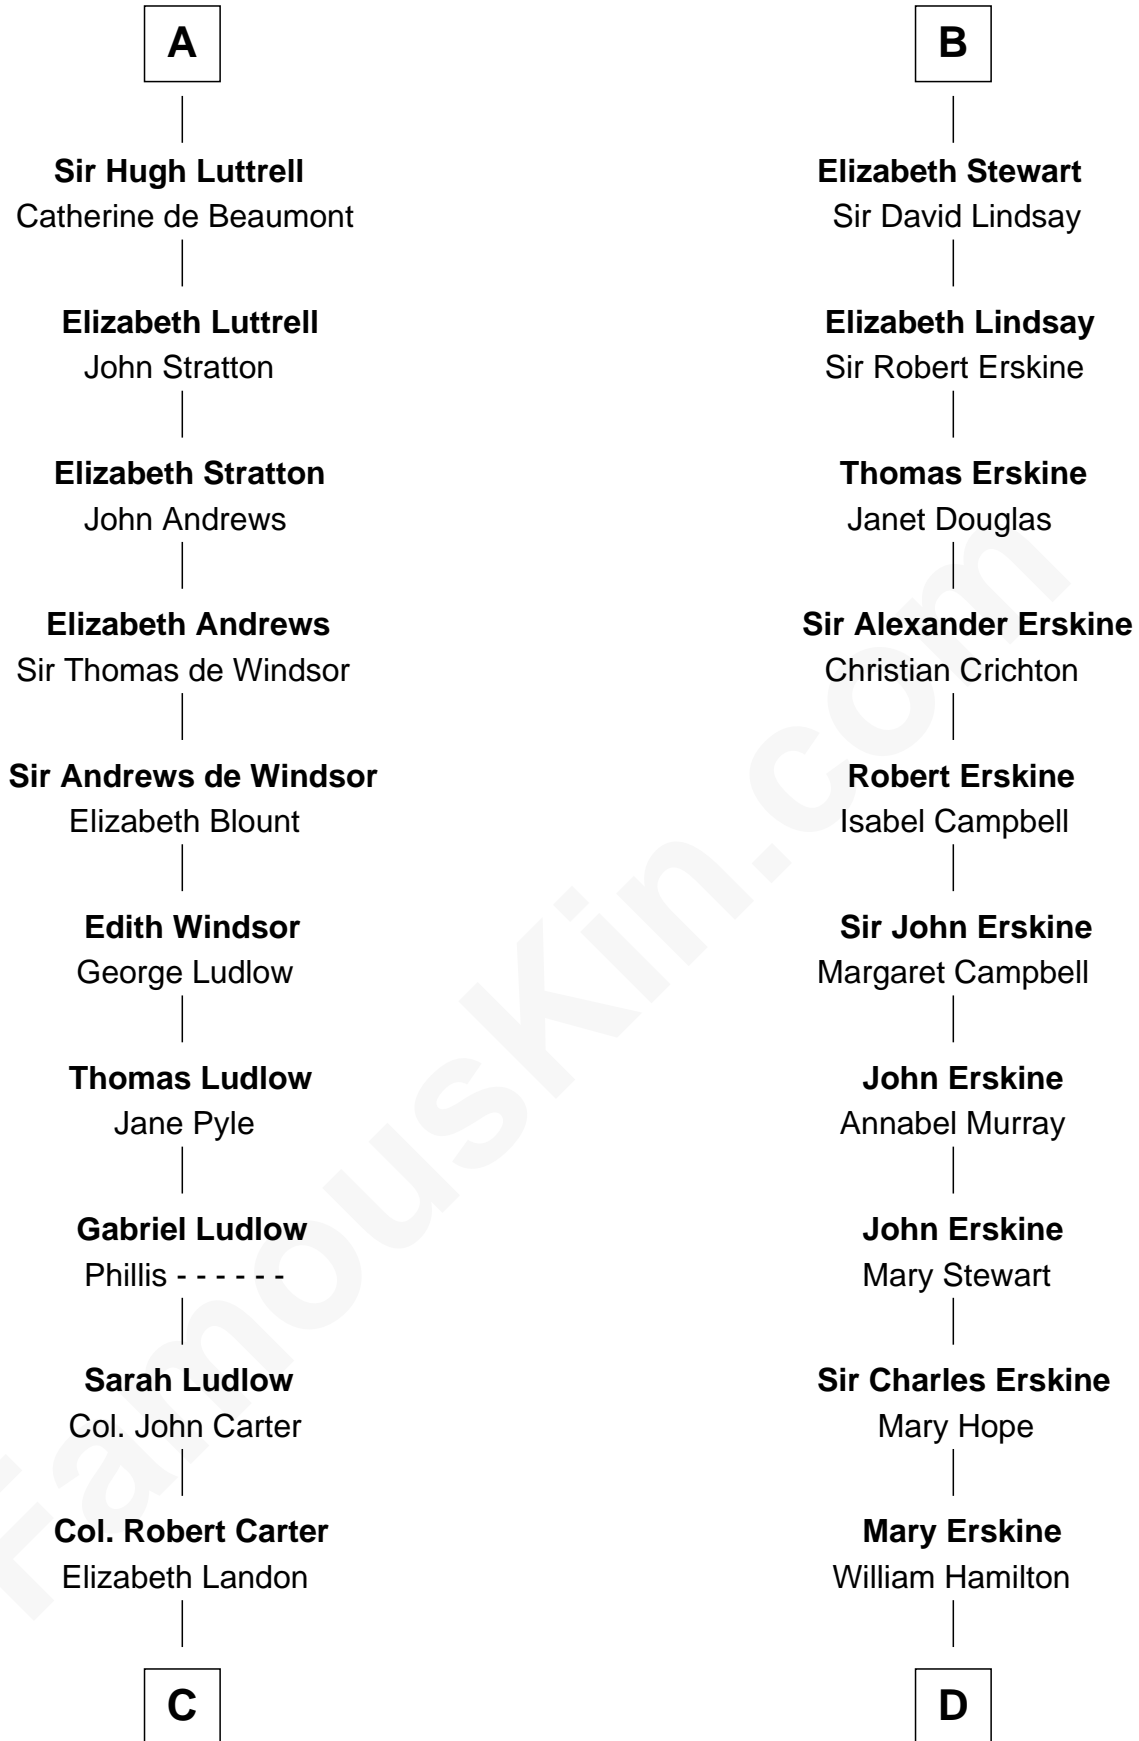 A
Sir Hugh Luttrell
Catherine de Beaumont
Elizabeth Luttrell
John Stratton
Elizabeth Stratton
John Andrews
Elizabeth Andrews
Sir Thomas de Windsor
Sir Andrews de Windsor
Elizabeth Blount
Edith Windsor
George Ludlow
Thomas Ludlow
Jane Pyle
Gabriel Ludlow
Phillis - - - - - -
Sarah Ludlow
Col. John Carter
Col. Robert Carter
Elizabeth Landon
C
B
Elizabeth Stewart
Sir David Lindsay
Elizabeth Lindsay
Sir Robert Erskine
Thomas Erskine
Janet Douglas
Sir Alexander Erskine
Christian Crichton
Robert Erskine
Isabel Campbell
Sir John Erskine
Margaret Campbell
John Erskine
Annabel Murray
John Erskine
Mary Stewart
Sir Charles Erskine
Mary Hope
Mary Erskine
William Hamilton
D
FamousKin.com